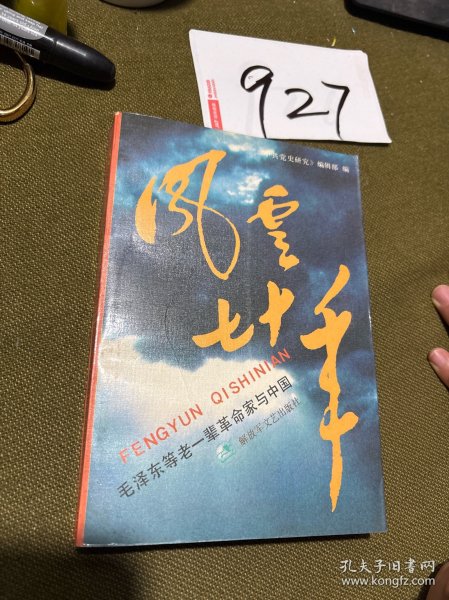 927
共党史研究》编辑部 编
风云
七十年
FENGYUN QISHINIAN
毛泽东等老一辈革命家与中国
解放军文艺出版社
孔夫子旧书网
www.kongfz.com